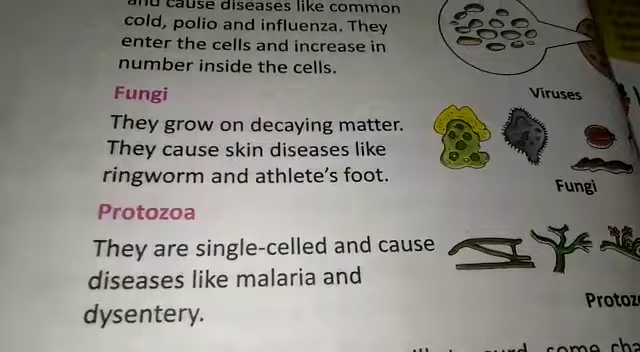 and cause diseases like common
cold, polio and influenza. They
enter the cells and increase in
number inside the cells.
Viruses
Fungi
They grow on decaying matter.
They cause skin diseases like
ringworm and athlete's foot.
Fungi
Protozoa
They are single-celled and cause
diseases like malaria and
dysentery.
Protoz
some cha